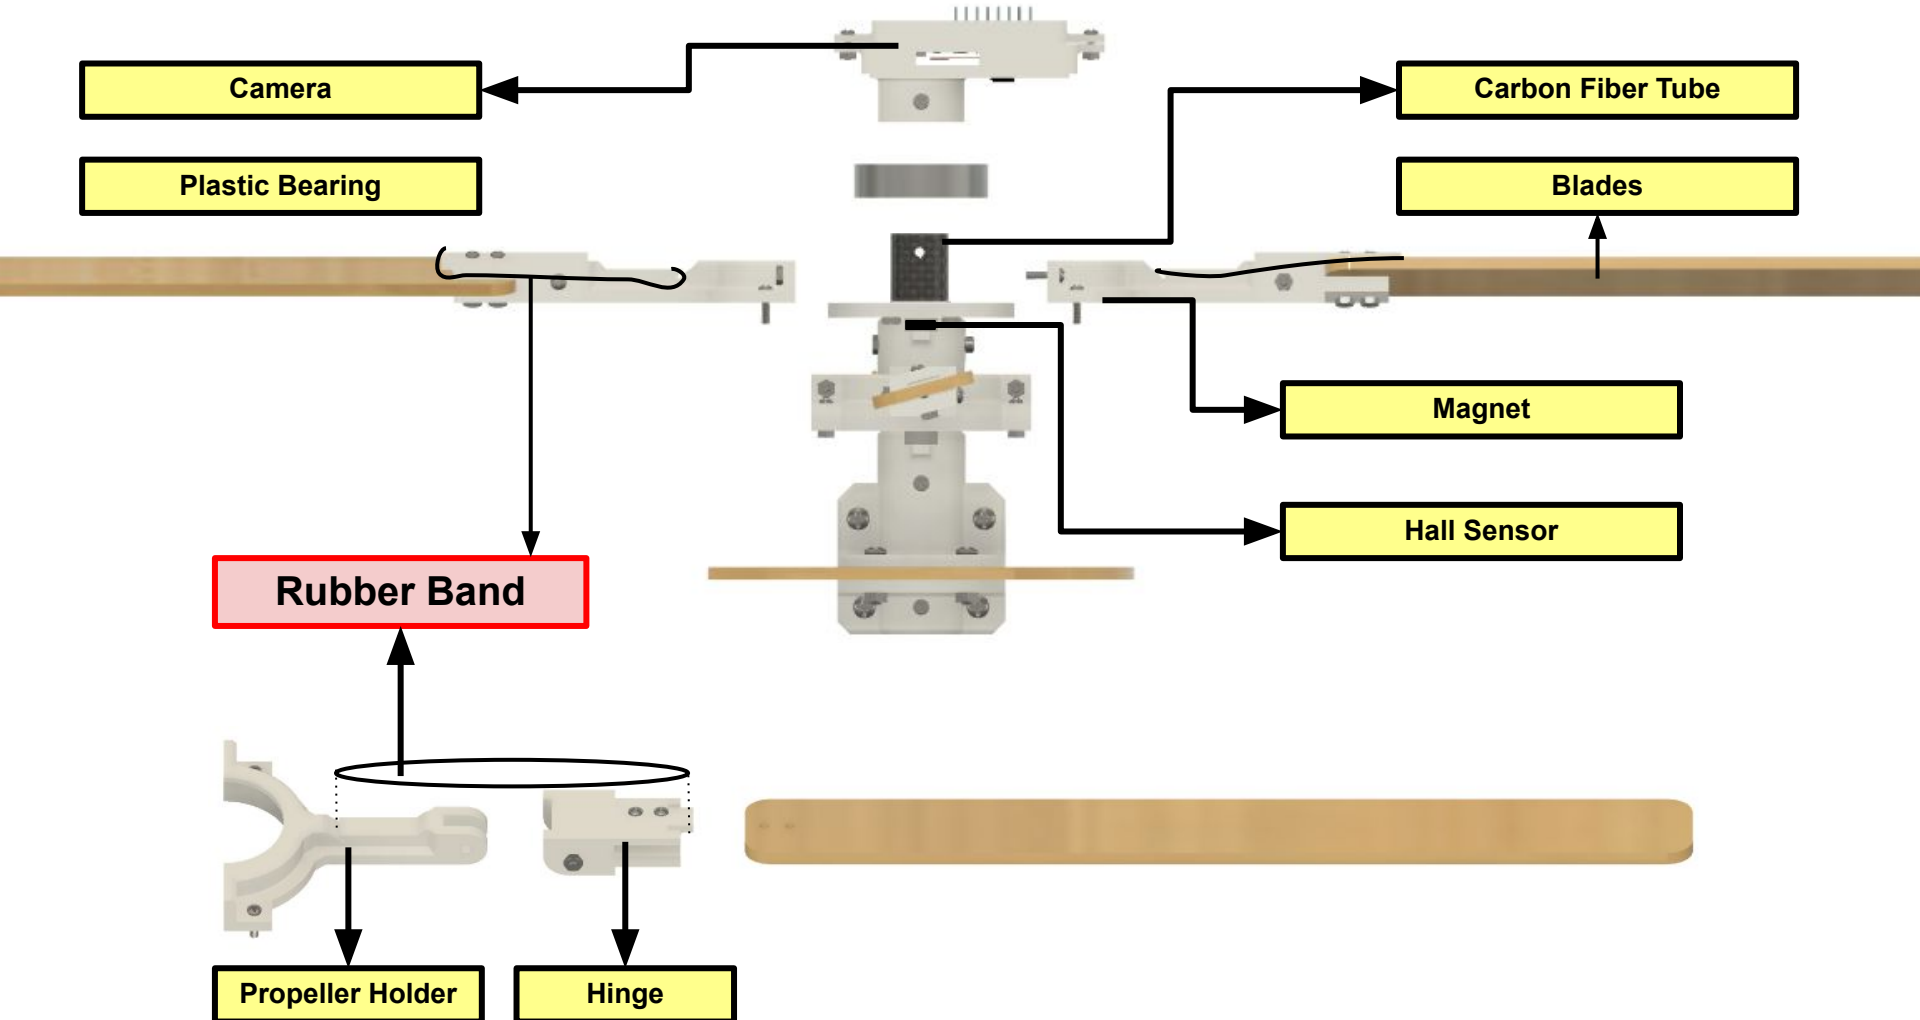 Camera
Carbon Fiber Tube
Plastic Bearing
Blades
Magnet
Hall Sensor
Rubber Band
Propeller Holder
Hinge